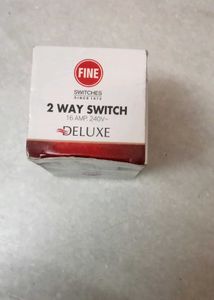 FINE
SWITCHES
SINCE 1972
2 WAY SWITCH
16 AMP, 240V~
DELUXE